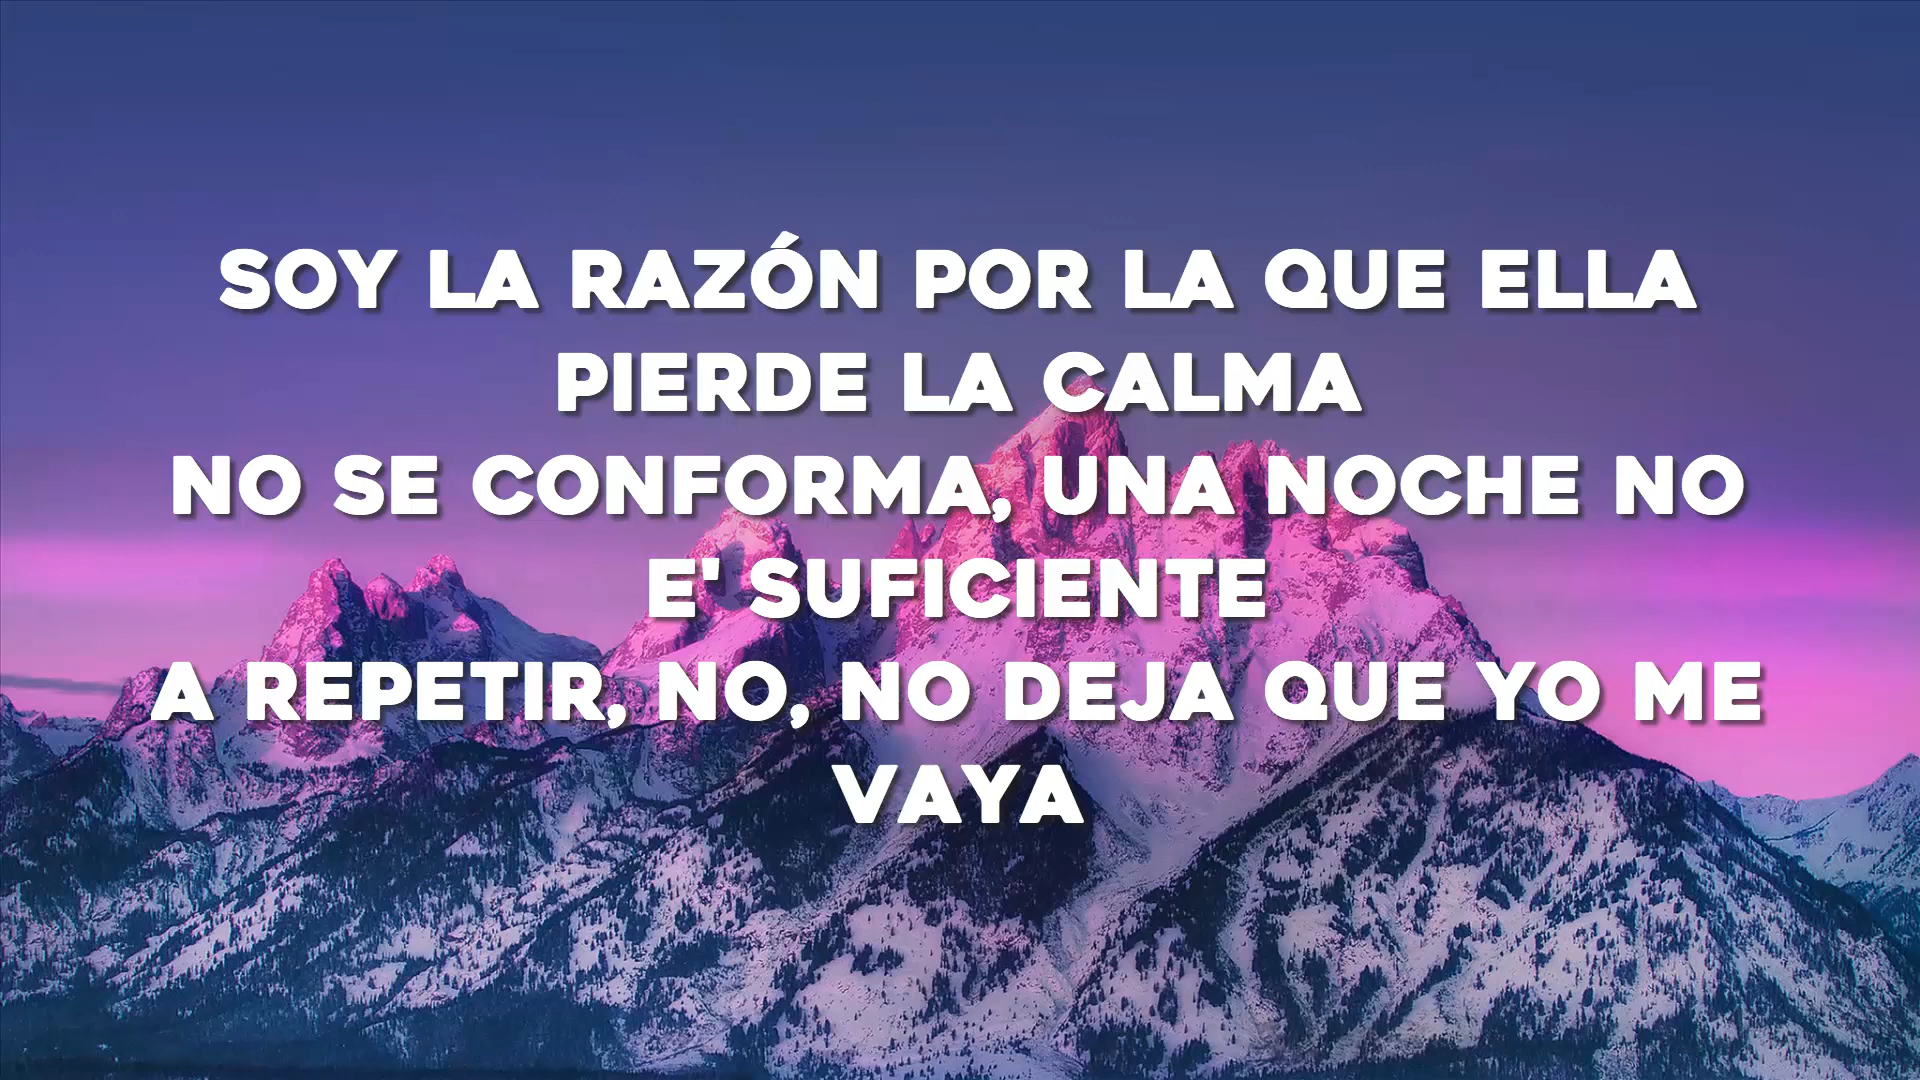 SOY LA RAZÓN POR LA QUE ELLA
PIERDE LA CALMA
NO SE CONFORMA, UNA NOCHE NO
E' SUFICIENTE
A REPETIR, NO, NO DEJA QUE YO ME
VAYA